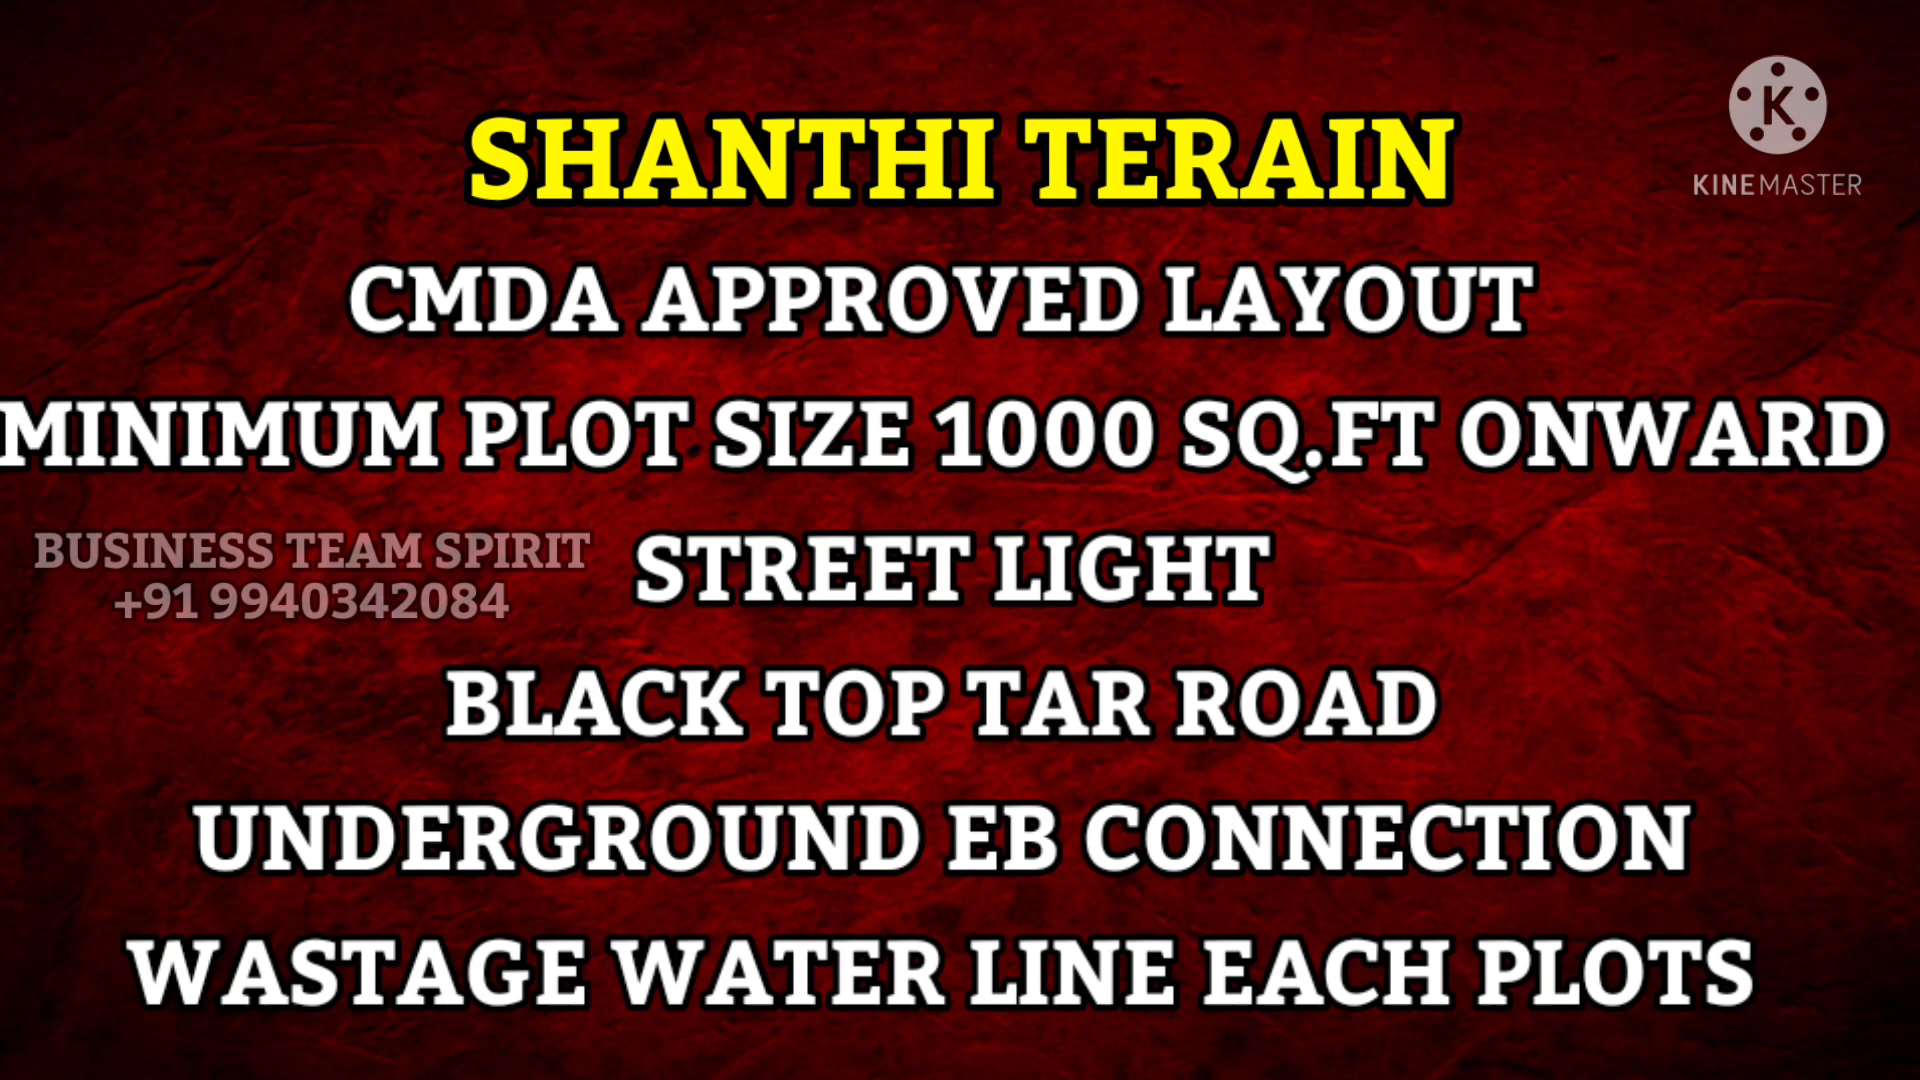 SHANTHI TERAIN
K
KINEMASTER
CMDA APPROVED LAYOUT
MINIMUM PLOT SIZE 1000 SQ.FT ONWARD
BUSINESS TEAM SPIRIT
+91 9940342084
STREET LIGHT
BLACK TOP TAR ROAD
UNDERGROUND EB CONNECTION
WASTAGE WATER LINE EACH PLOTS